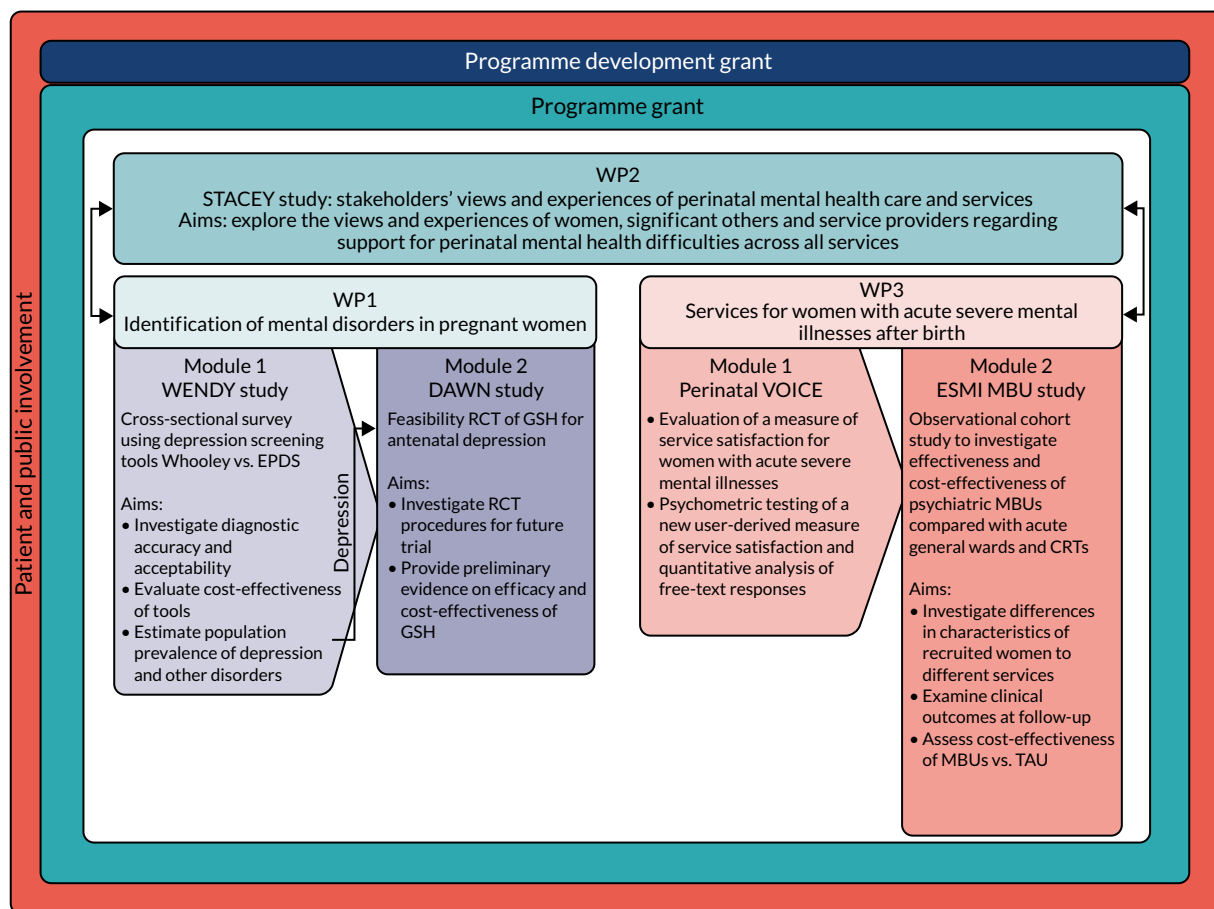 Programme development grant
Programme grant
Patient and public involvement
WP2
STACEY study: stakeholders’ views and experiences of perinatal mental health care and services
Aims: explore the views and experiences of women, significant others and service providers regarding
support for perinatal mental health difficulties across all services
WP1
Identification of mental disorders in pregnant women
Module 1
WENDY study
Cross-sectional survey
using depression screening
tools Whooley vs. EPDS
Aims:
• Investigate diagnostic
accuracy and
acceptability
• Evaluate cost-effectiveness
of tools
• Estimate population
prevalence of depression
and other disorders
Depression
Module 2
DAWN study
Feasibility RCT of GSH for
antenatal depression
Aims:
• Investigate RCT
procedures for future
trial
• Provide preliminary
evidence on efficacy and
cost-effectiveness of
GSH
WP3
Services for women with acute severe mental
illnesses after birth
Module 1
Perinatal VOICE
• Evaluation of a measure of
service satisfaction for
women with acute severe
mental illnesses
• Psychometric testing of a
new user-derived measure
of service satisfaction and
quantitative analysis of
free-text responses
Module 2
ESMI MBU study
Observational cohort
study to investigate
effectiveness and
cost-effectiveness of
psychiatric MBUs
compared with acute
general wards and CRTs
Aims:
• Investigate differences
in characteristics of
recruited women to
different services
• Examine clinical
outcomes at follow-up
• Assess cost-effectiveness
of MBUs vs. TAU